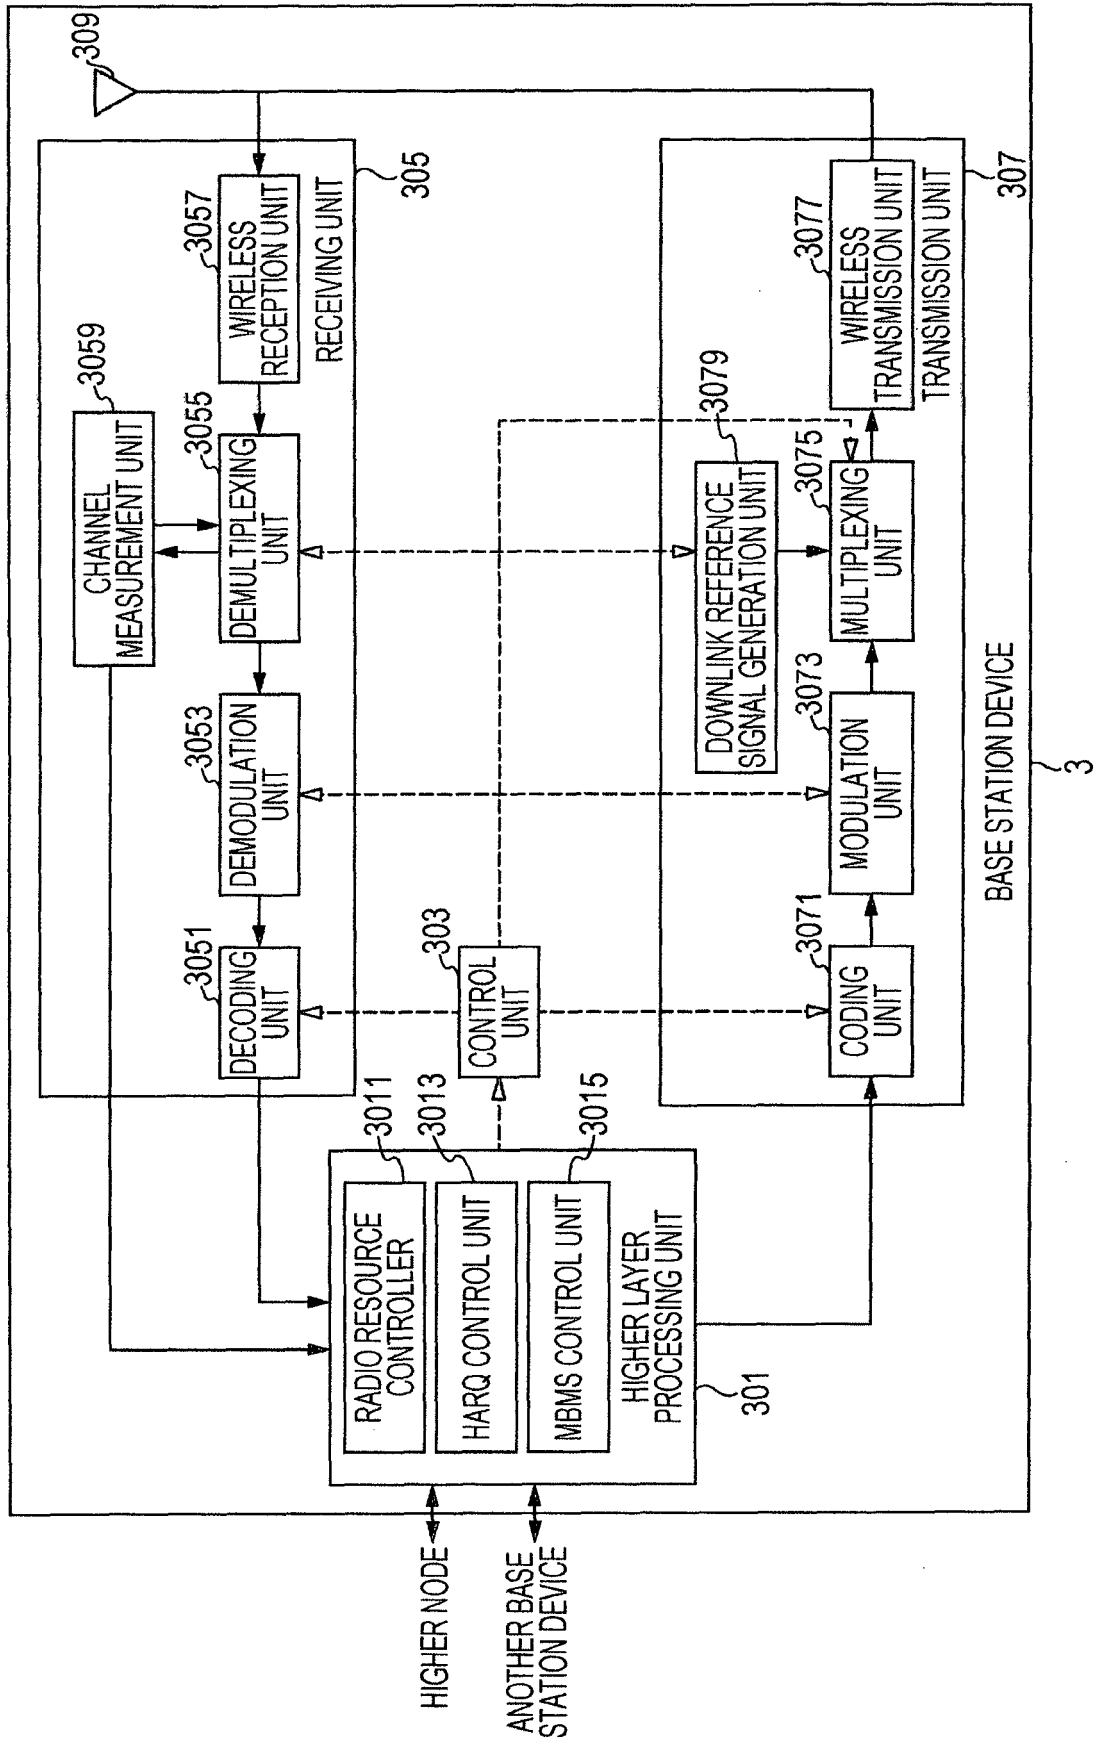 309
3059
CHANNEL
MEASUREMENT UNIT
3051
DECODING
UNIT
3053
DEMODULATION
UNIT
3055
DEMULTIPLEXING
UNIT
3057
WIRELESS
RECEPTION UNIT
RECEIVING UNIT
305
HIGHER NODE
ANOTHER BASE
STATION DEVICE
RADIO RESOURCE
CONTROLLER
3011
HARQ CONTROL UNIT
3013
MBMS CONTROL UNIT
3015
HIGHER LAYER
PROCESSING UNIT
301
303
CONTROL
UNIT
DOWNLINK REFERENCE
SIGNAL GENERATION UNIT
3079
3071
CODING
UNIT
3073
MODULATION
UNIT
3075
MULTIPLEXING
UNIT
3077
WIRELESS
TRANSMISSION UNIT
TRANSMISSION UNIT
307
BASE STATION DEVICE
3